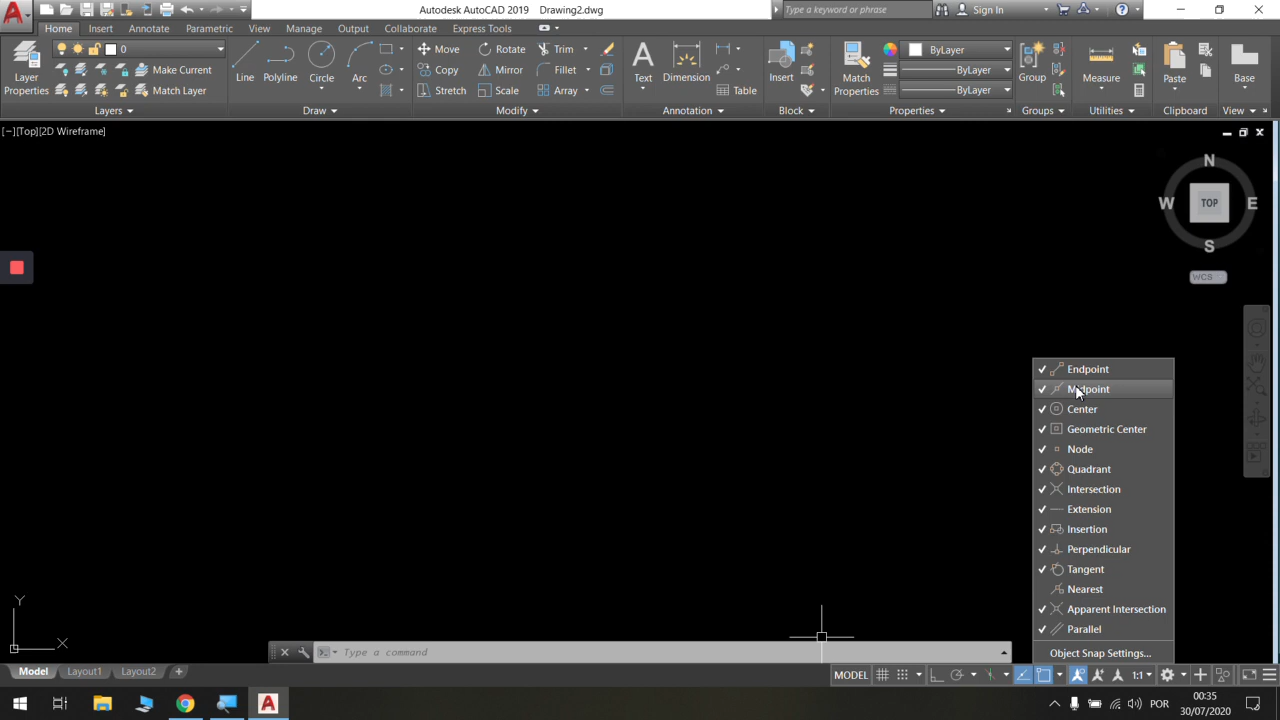 Autodesk AutoCAD 2019 Drawing2.dwg
Type a keyword or phrase
Sign In
Home Insert Annotate Parametric View Manage Output Collaborate Express Tools
Layer Properties
0
Make Current
Match Layer
Layers
Line
Polyline
Circle
Arc
Draw
Move
Rotate
Trim
Copy
Mirror
Fillet
Stretch
Scale
Array
Modify
Text
Dimension
Table
Annotation
Insert
Block
Match Properties
ByLayer
ByLayer
ByLayer
Properties
Group
Groups
Measure
Utilities
Paste
Clipboard
Base
View
[−][Top][2D Wireframe]
N
W TOP E
S
WCS
Endpoint
Midpoint
Center
Geometric Center
Node
Quadrant
Intersection
Extension
Insertion
Perpendicular
Tangent
Nearest
Apparent Intersection
Parallel
Object Snap Settings...
Y
X
Type a command
Model Layout1 Layout2 +
MODEL
1:1
POR
00:35
30/07/2020